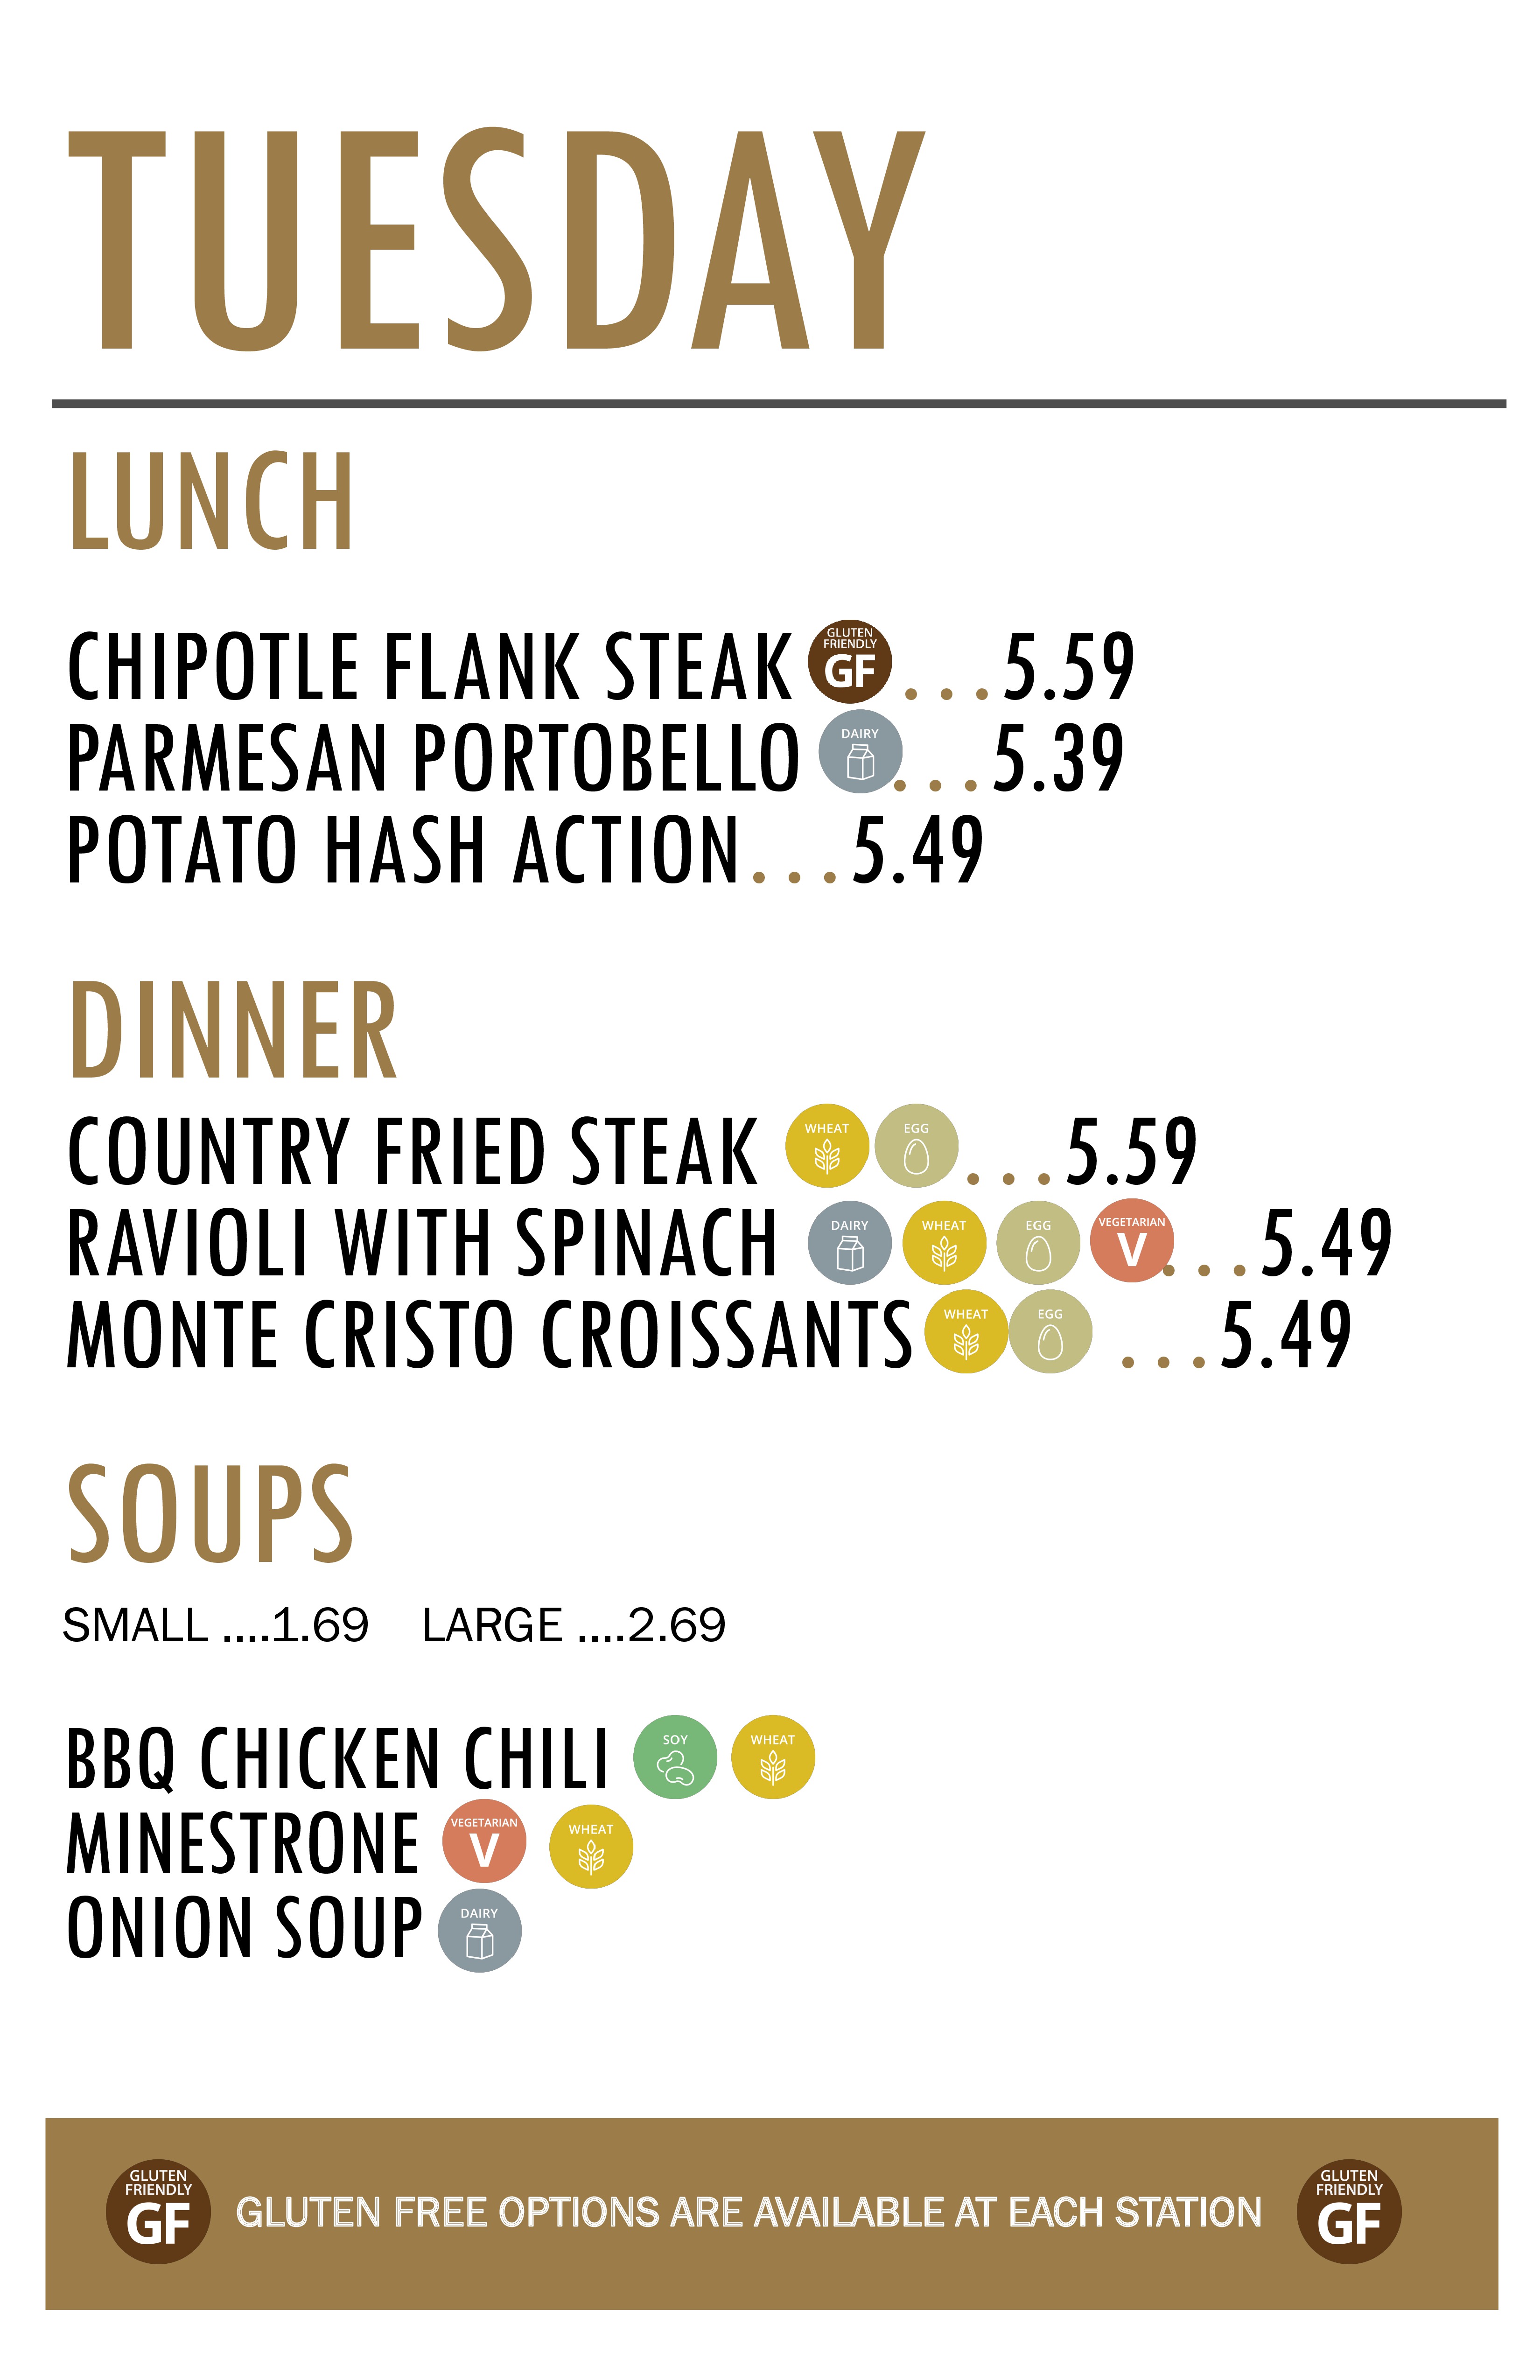 TUESDAY
LUNCH
CHIPOTLE FLANK STEAK GLUTEN FRIENDLY GF ...5.59
PARMESAN PORTOBELLO DAIRY ...5.39
POTATO HASH ACTION...5.49
DINNER
COUNTRY FRIED STEAK WHEAT EGG ...5.59
RAVIOLI WITH SPINACH DAIRY WHEAT EGG VEGETARIAN V ...5.49
MONTE CRISTO CROISSANTS WHEAT EGG ...5.49
SOUPS
SMALL ....1.69 LARGE ....2.69
BBQ CHICKEN CHILI SOY WHEAT
MINESTRONE VEGETARIAN V WHEAT
ONION SOUP DAIRY
GLUTEN FRIENDLY GF GLUTEN FREE OPTIONS ARE AVAILABLE AT EACH STATION GLUTEN FRIENDLY GF